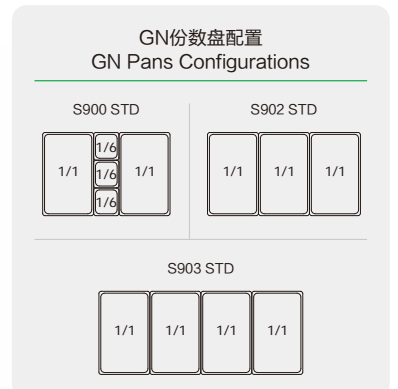 GN份数盘配置
GN Pans Configurations
S900 STD
1/1
1/6
1/6
1/6
1/1
S902 STD
1/1 1/1 1/1
S903 STD
1/1 1/1 1/1 1/1